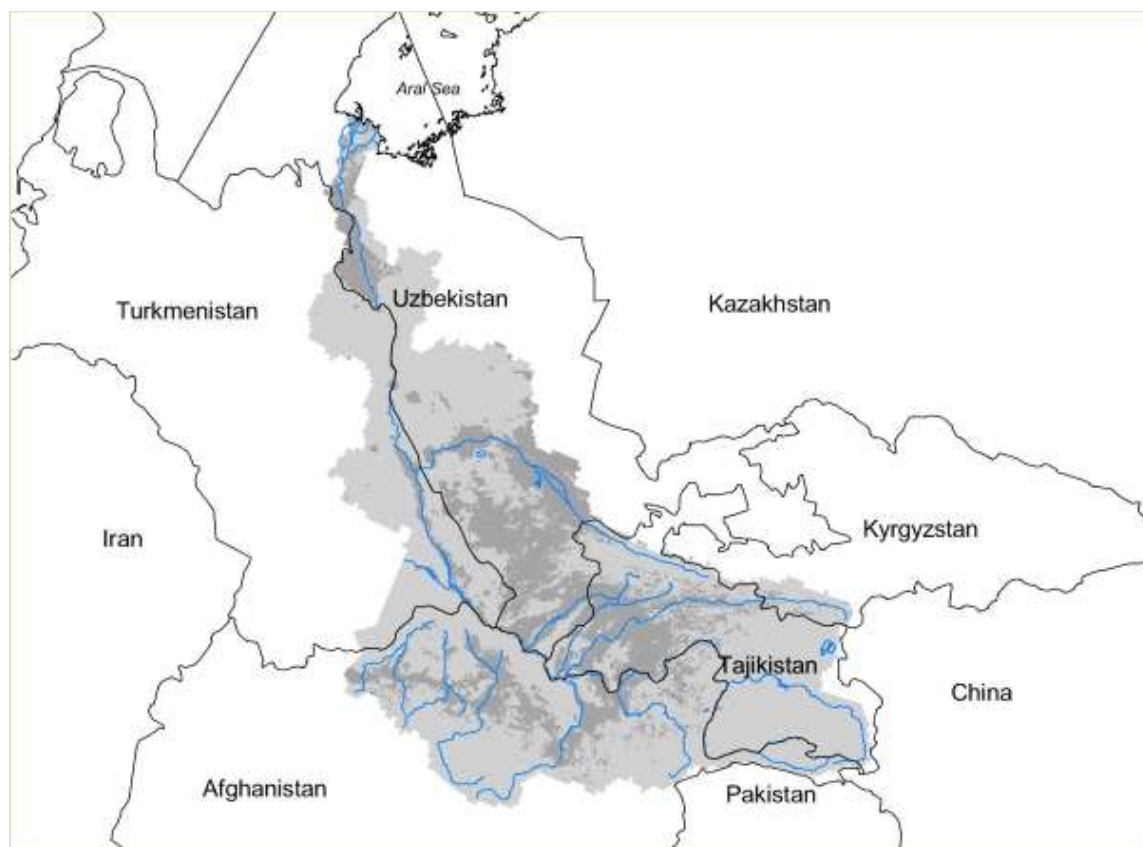 Aral Sea
Turkmenistan
Uzbekistan
Kazakhstan
Iran
Kyrgyzstan
Tajikistan
China
Afghanistan
Pakistan